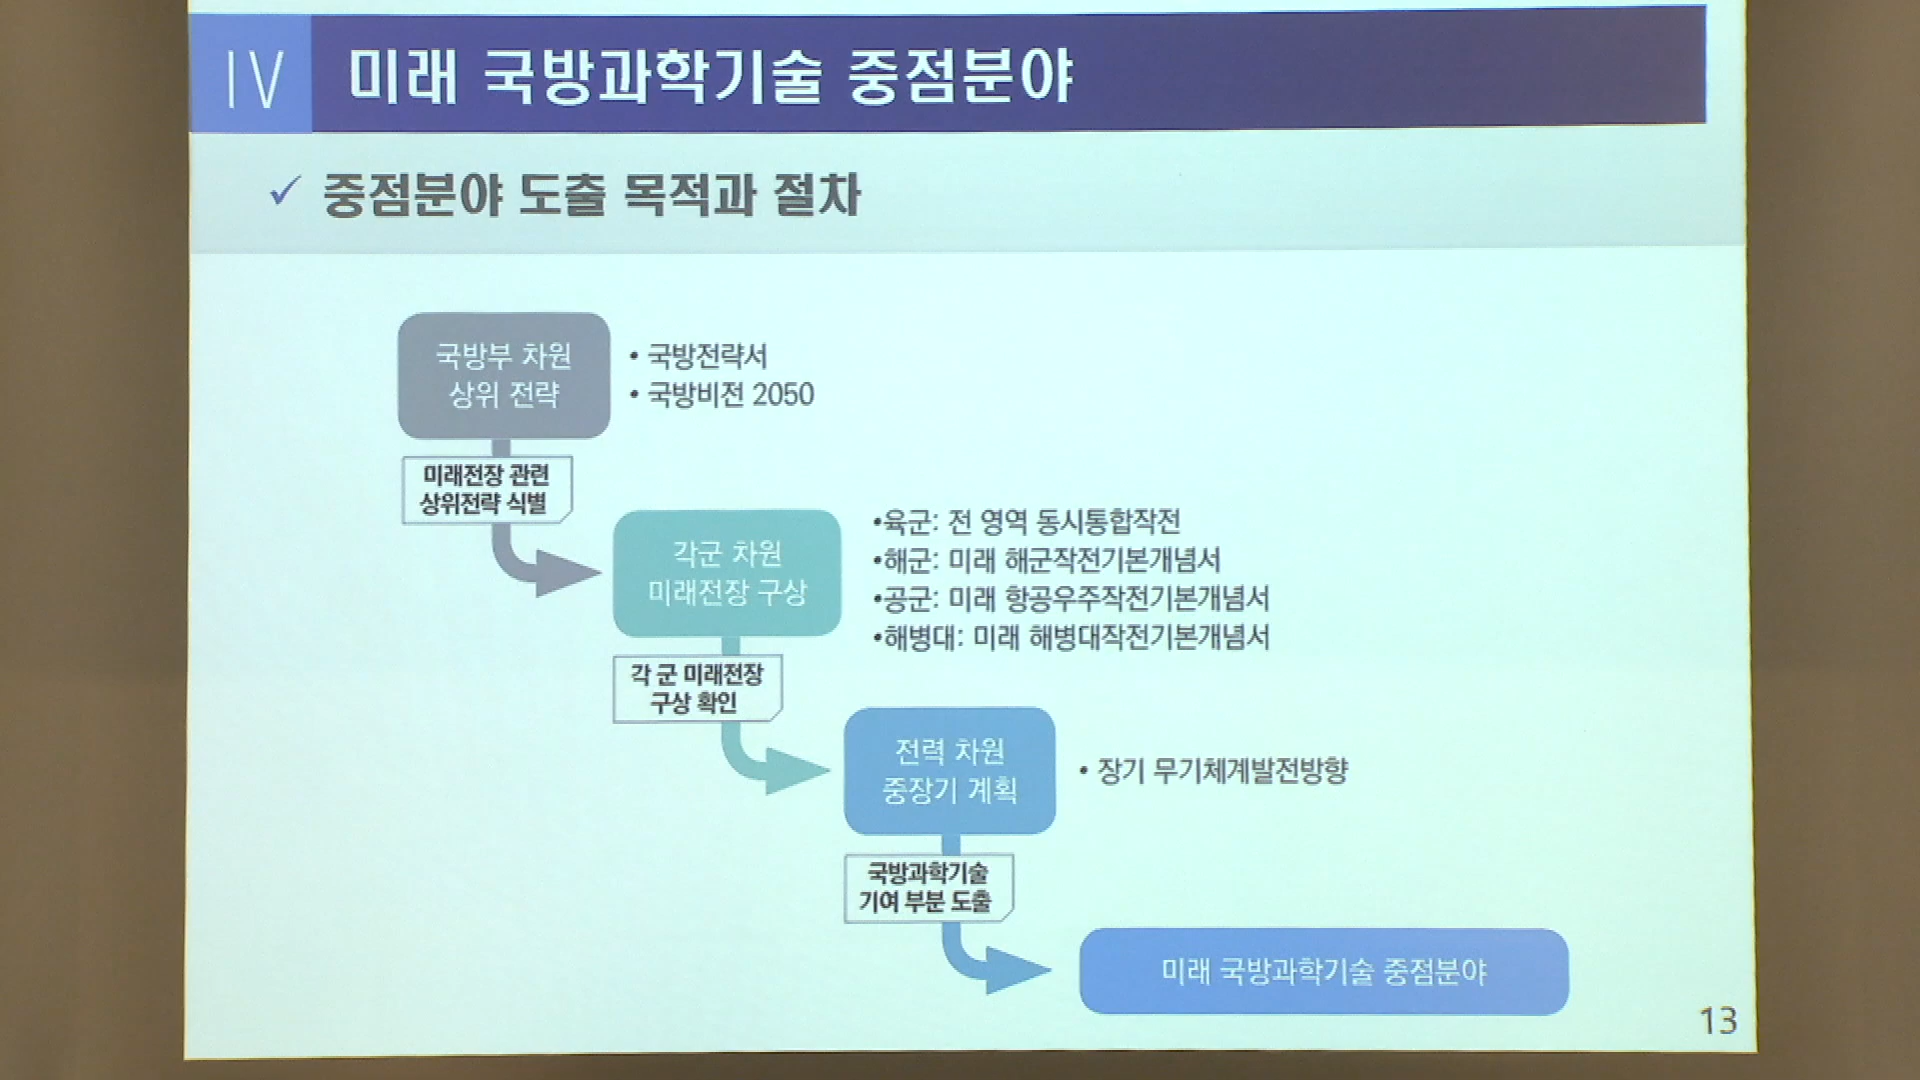 IV 미래 국방과학기술 중점분야
✓ 중점분야 도출 목적과 절차
국방부 차원
상위 전략
• 국방전략서
• 국방비전 2050
미래전장 관련
상위전략 식별
각군 차원
미래전장 구상
•육군: 전 영역 동시통합작전
•해군: 미래 해군작전기본개념서
•공군: 미래 항공우주작전기본개념서
•해병대: 미래 해병대작전기본개념서
각 군 미래전장
구상 확인
전력 차원
중장기 계획
• 장기 무기체계발전방향
국방과학기술
기여 부분 도출
미래 국방과학기술 중점분야
13